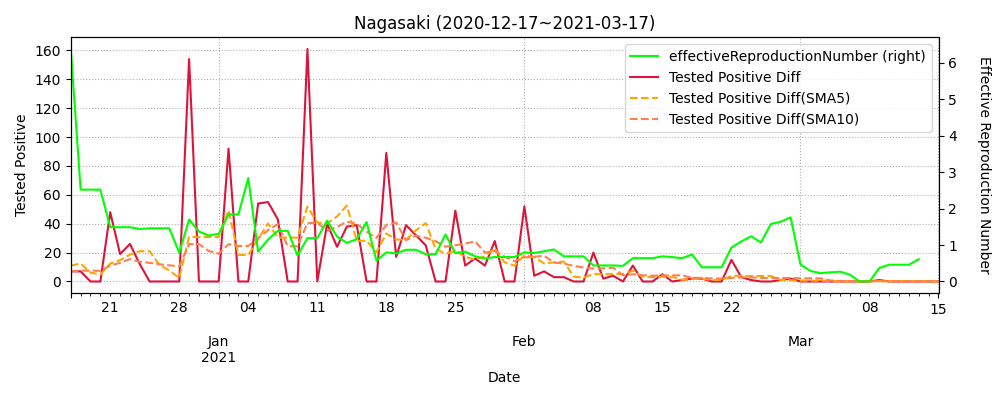 Nagasaki (2020-12-17~2021-03-17)
effectiveReproductionNumber (right)
Tested Positive Diff
Tested Positive Diff(SMA5)
Tested Positive Diff(SMA10)
Tested Positive
160
140
120
100
80
60
40
20
0
6
5
4
3
2
1
0
Effective Reproduction Number
21 28 04 11 18 25 08 15 22 08 15
Jan Feb Mar
2021
Date